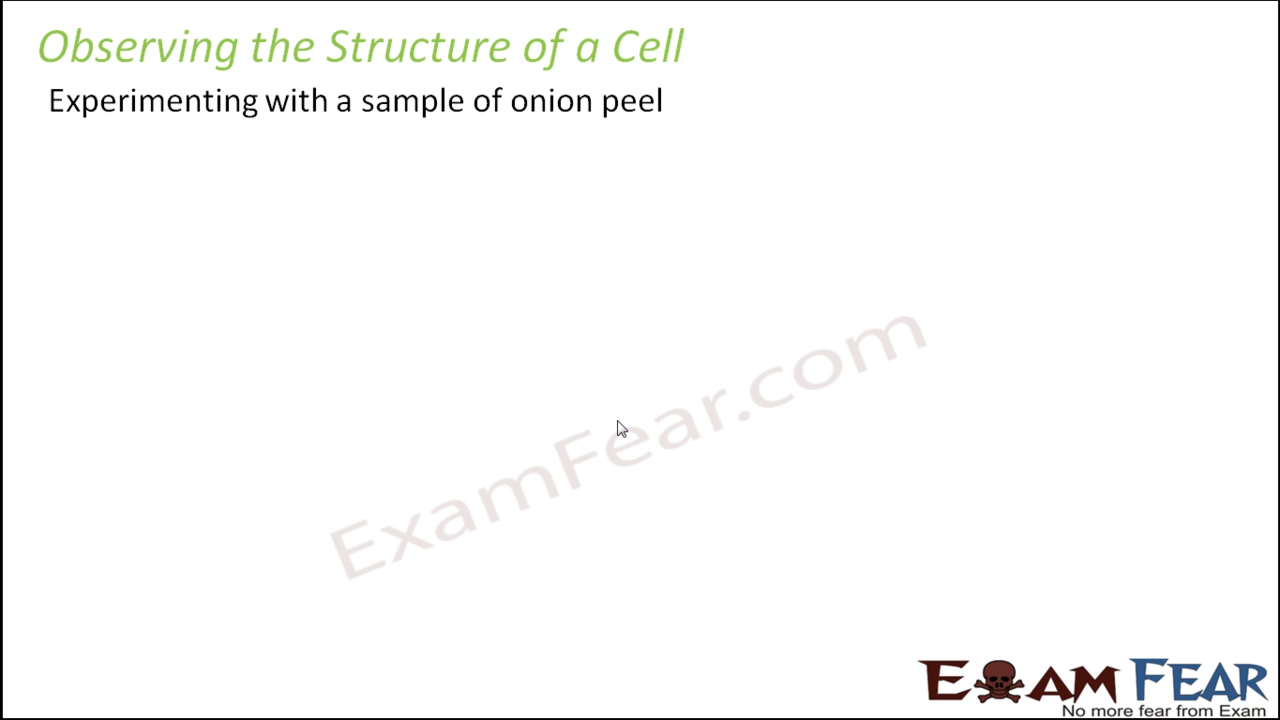 Observing the Structure of a Cell
Experimenting with a sample of onion peel
ExamFear.com
EXAM FEAR
No more fear from Exam